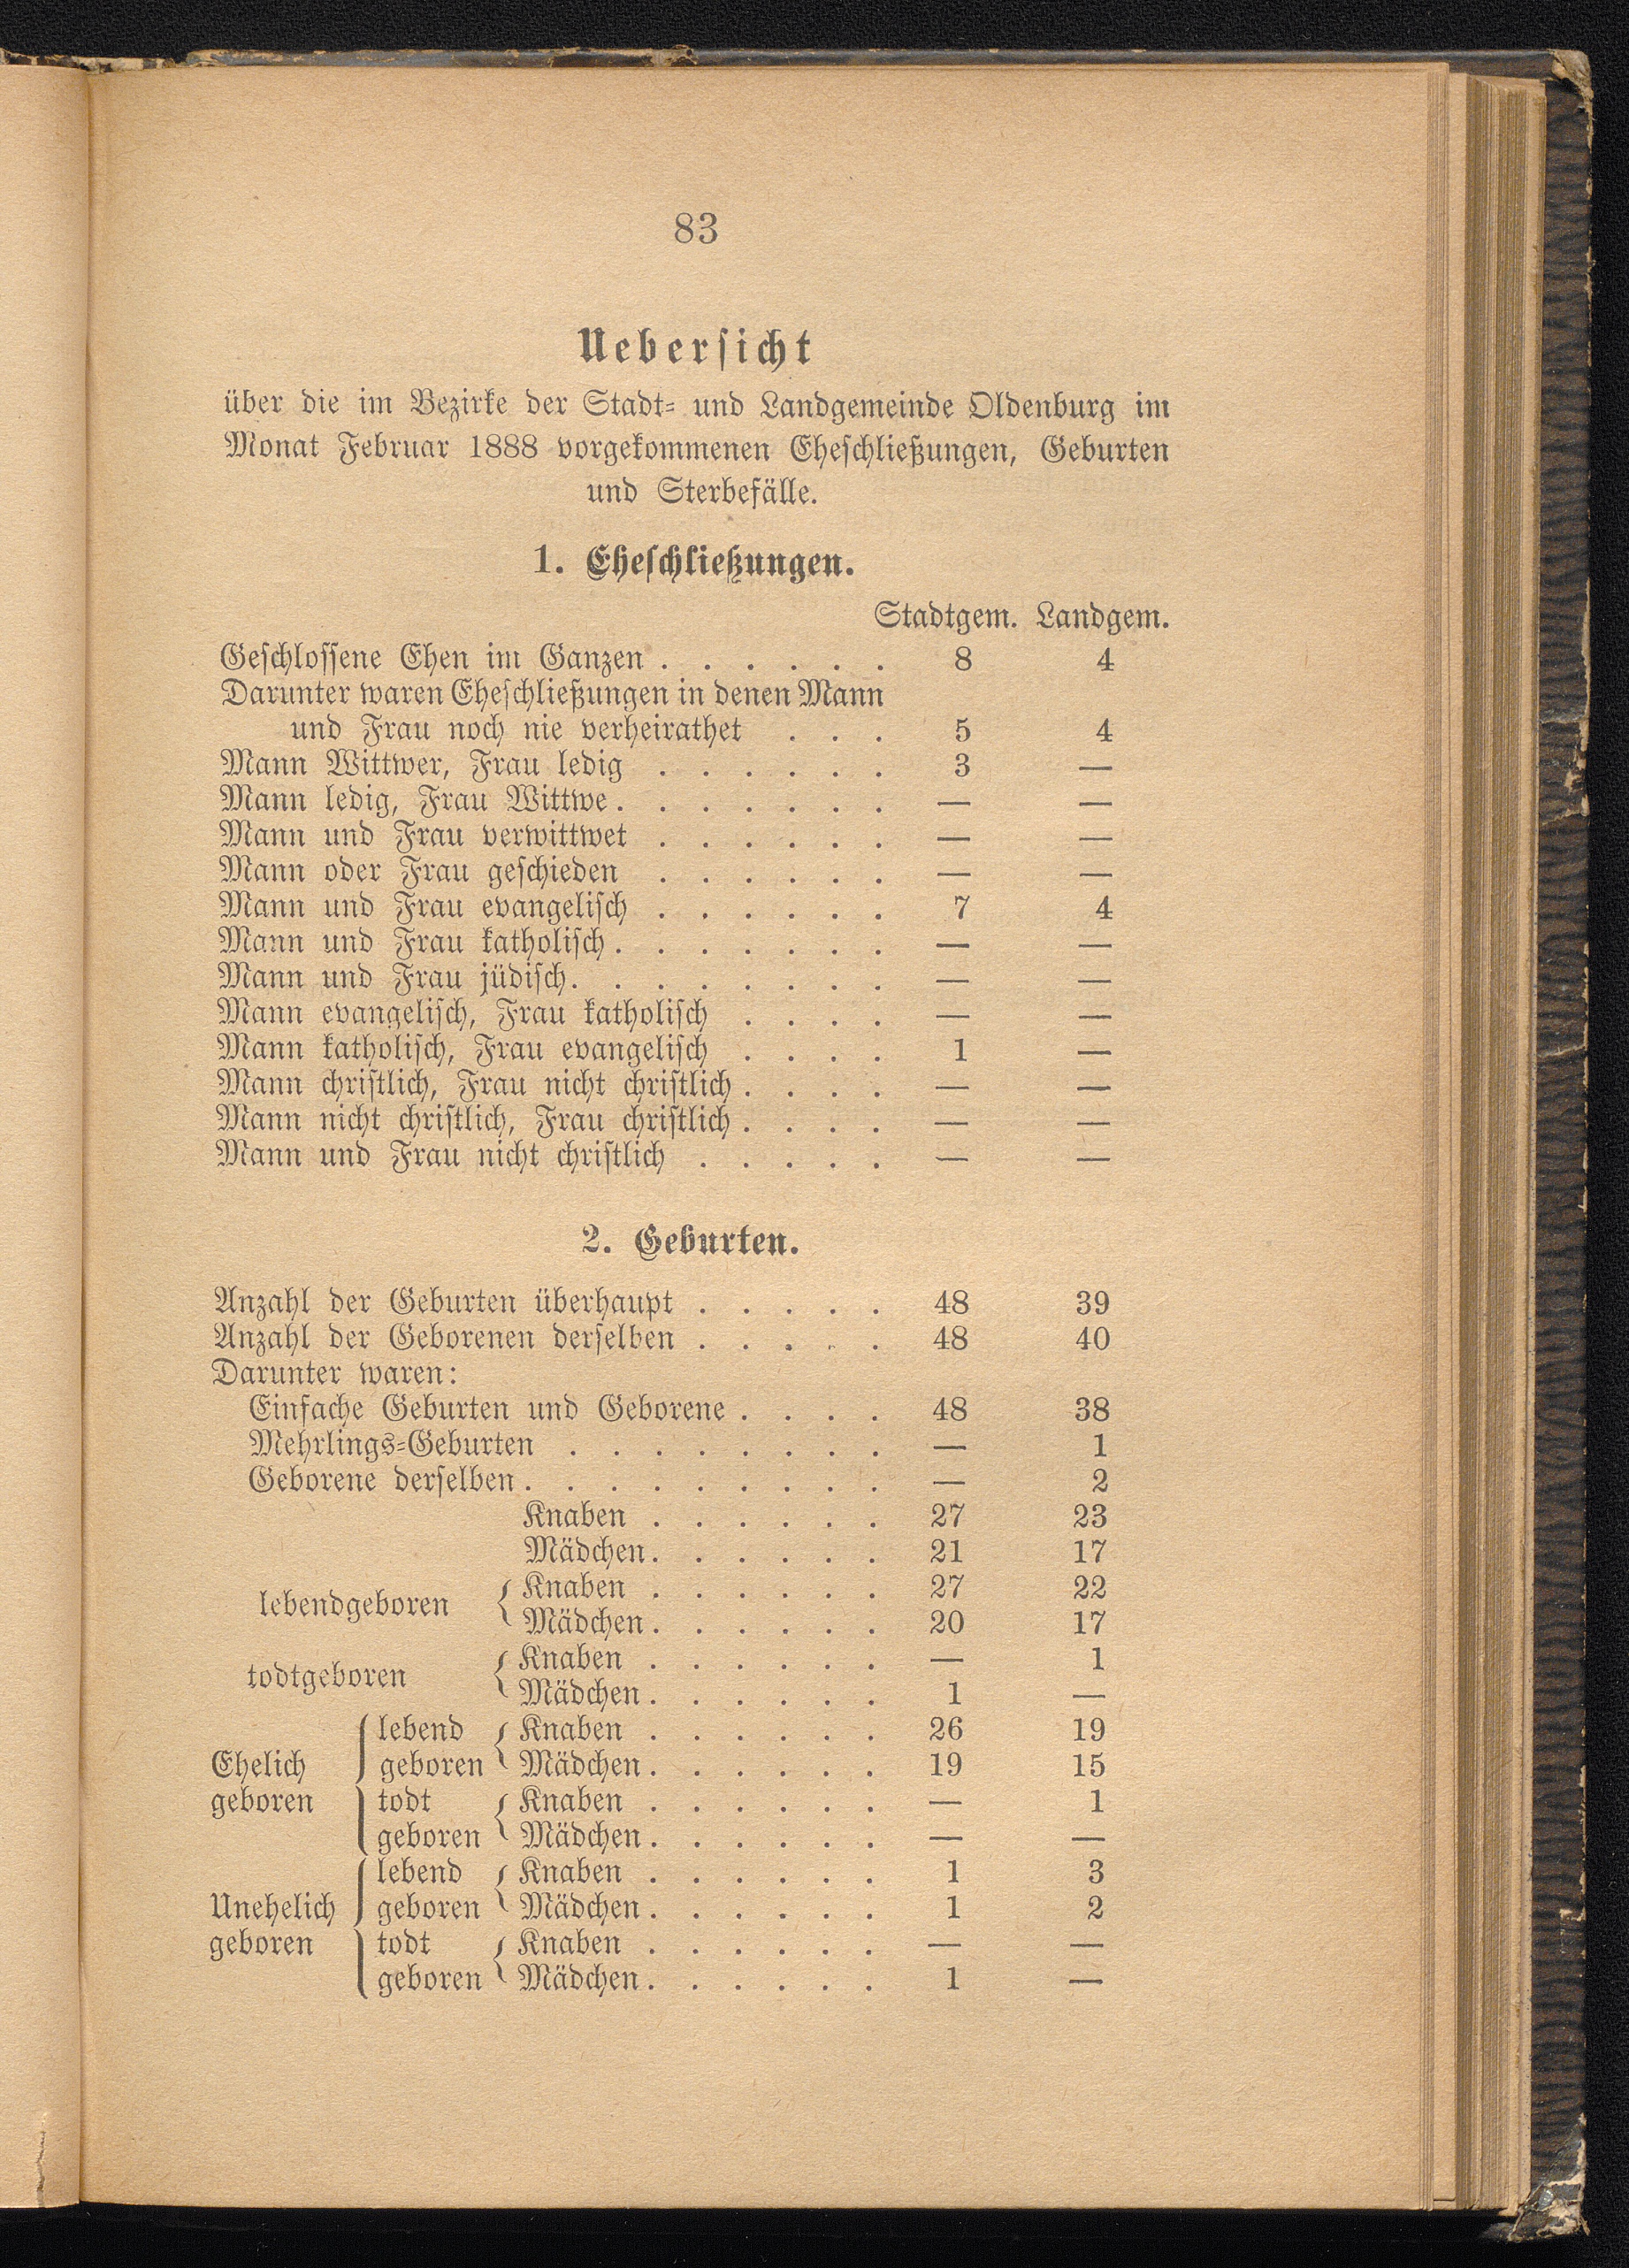 83
Uebersicht
über die im Bezirke der Stadt- und Landgemeinde Oldenburg im
Monat Februar 1888 vorgekommenen Eheschließungen, Geburten
und Sterbefälle.
1. Eheschließungen.
Stadtgem. Landgem.
Geschlossene Ehen im Ganzen . . . . . . 8 4
Darunter waren Eheschließungen in denen Mann
und Frau noch nie verheirathet . . . 5 4
Mann Wittwer, Frau ledig . . . . . . 3 —
Mann ledig, Frau Wittwe . . . . . . . — —
Mann und Frau verwittwet . . . . . . — —
Mann oder Frau geschieden . . . . . . — —
Mann und Frau evangelisch . . . . . . 7 4
Mann und Frau katholisch . . . . . . . — —
Mann und Frau jüdisch . . . . . . . . — —
Mann evangelisch, Frau katholisch . . . . — —
Mann katholisch, Frau evangelisch . . . . 1 —
Mann christlich, Frau nicht christlich . . . . — —
Mann nicht christlich, Frau christlich . . . . — —
Mann und Frau nicht christlich . . . . . — —
2. Geburten.
Anzahl der Geburten überhaupt . . . . . 48 39
Anzahl der Geborenen derselben . . . . . 48 40
Darunter waren:
Einfache Geburten und Geborene . . . . 48 38
Mehrlings-Geburten . . . . . . . . — 1
Geborene derselben . . . . . . . . . — 2
Knaben . . . . . . 27 23
Mädchen . . . . . . 21 17
lebendgeboren { Knaben . . . . . . 27 22
Mädchen . . . . . . 20 17
todtgeboren { Knaben . . . . . . — 1
Mädchen . . . . . . 1 —
lebend { Knaben . . . . . . 26 19
Ehelich geboren Mädchen . . . . . . 19 15
geboren todt { Knaben . . . . . . — 1
geboren Mädchen . . . . . . — —
lebend { Knaben . . . . . . 1 3
Unehelich geboren Mädchen . . . . . . 1 2
geboren todt { Knaben . . . . . . — —
geboren Mädchen . . . . . . 1 —